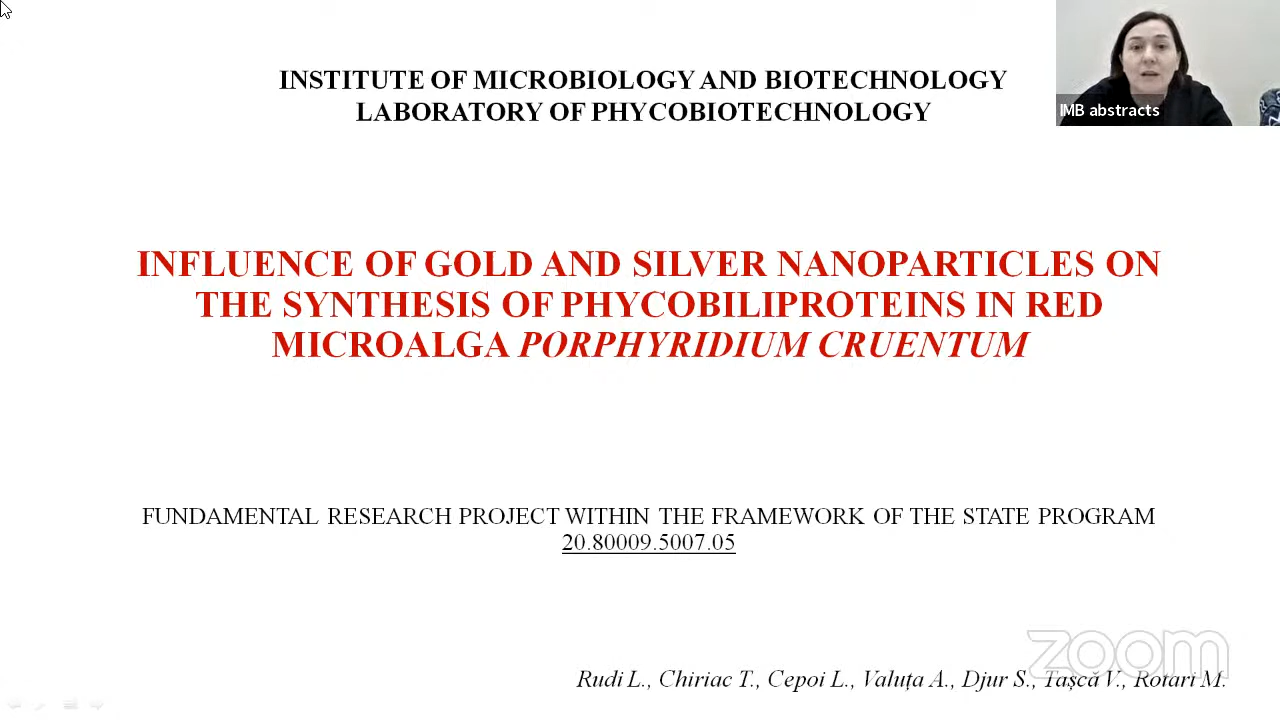 INSTITUTE OF MICROBIOLOGY AND BIOTECHNOLOGY
LABORATORY OF PHYCOBIOTECHNOLOGY
IMB abstracts
INFLUENCE OF GOLD AND SILVER NANOPARTICLES ON
THE SYNTHESIS OF PHYCOBILIPROTEINS IN RED
MICROALGA PORPHYRIDIUM CRUENTUM
FUNDAMENTAL RESEARCH PROJECT WITHIN THE FRAMEWORK OF THE STATE PROGRAM
20.80009.5007.05
zoom
Rudi L., Chiriac T., Cepoi L., Valuța A., Djur S., Tașcă V., Rotari M.